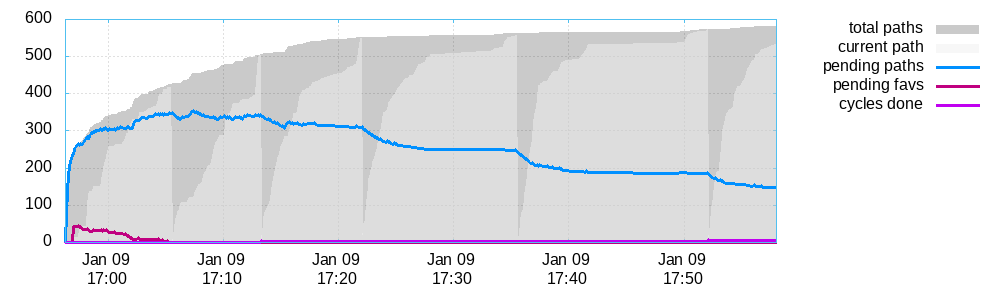 600
500
400
300
200
100
0
Jan 09 Jan 09 Jan 09 Jan 09 Jan 09 Jan 09
17:00 17:10 17:20 17:30 17:40 17:50
total paths
current path
pending paths
pending favs
cycles done